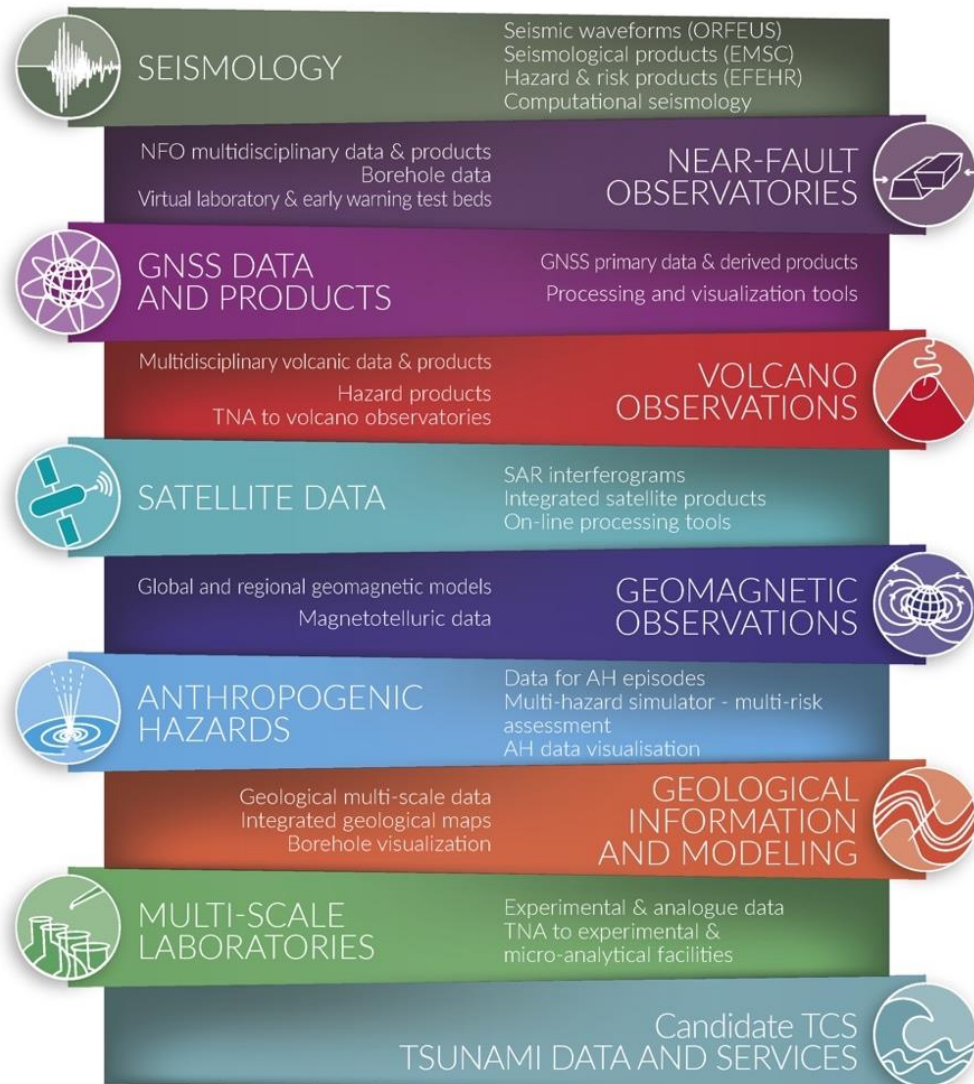 SEISMOLOGY
Seismic waveforms (ORFEUS)
Seismological products (EMSC)
Hazard & risk products (EFEHR)
Computational seismology
NFO multidisciplinary data & products
Borehole data
Virtual laboratory & early warning test beds
NEAR-FAULT
OBSERVATORIES
GNSS DATA
AND PRODUCTS
GNSS primary data & derived products
Processing and visualization tools
Multidisciplinary volcanic data & products
Hazard products
TNA to volcano observatories
VOLCANO
OBSERVATIONS
SATELLITE DATA
SAR interferograms
Integrated satellite products
On-line processing tools
Global and regional geomagnetic models
Magnetotelluric data
GEOMAGNETIC
OBSERVATIONS
ANTHROPOGENIC
HAZARDS
Data for AH episodes
Multi-hazard simulator - multi-risk
assessment
AH data visualisation
Geological multi-scale data
Integrated geological maps
Borehole visualization
GEOLOGICAL
INFORMATION
AND MODELING
MULTI-SCALE
LABORATORIES
Experimental & analogue data
TNA to experimental &
micro-analytical facilities
Candidate TCS
TSUNAMI DATA AND SERVICES